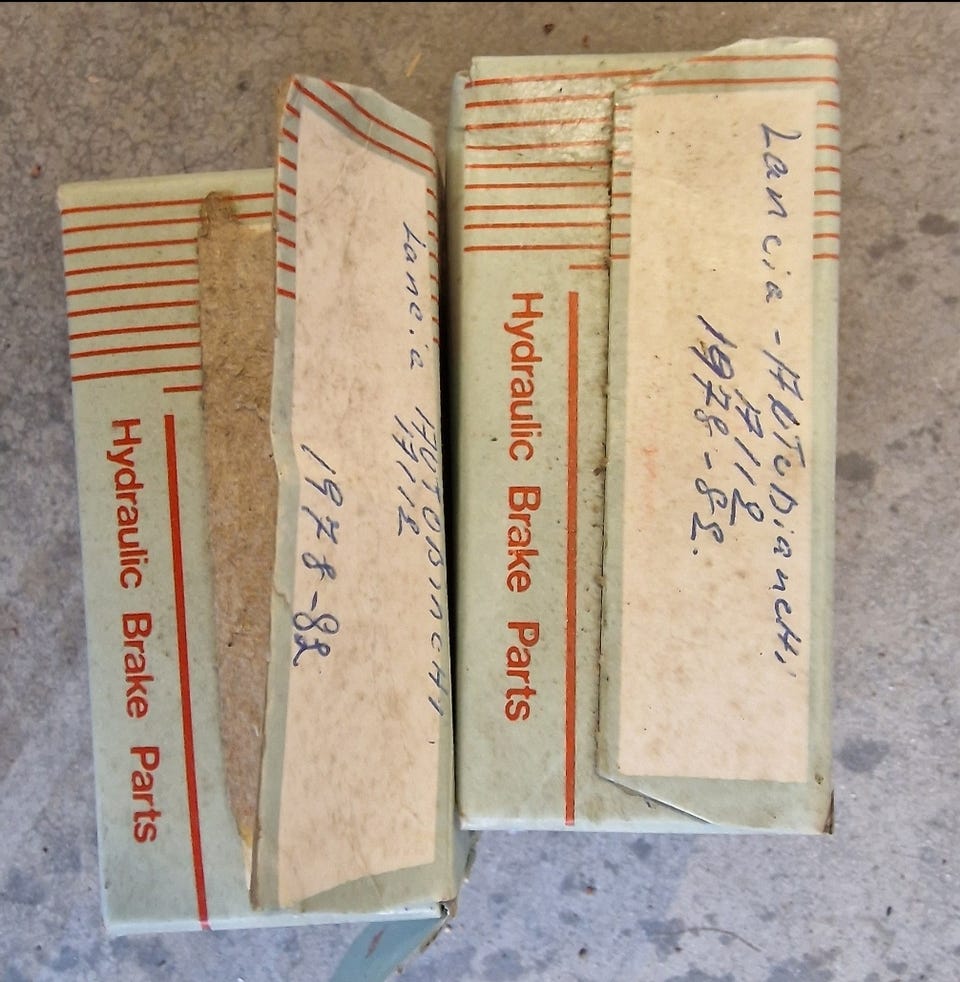 Hydraulic Brake Parts
Lancia AUTOBIANCHI,
A112
1978-82
Hydraulic Brake Parts
Lancia - AUToBianchi,
A112
1978-82.